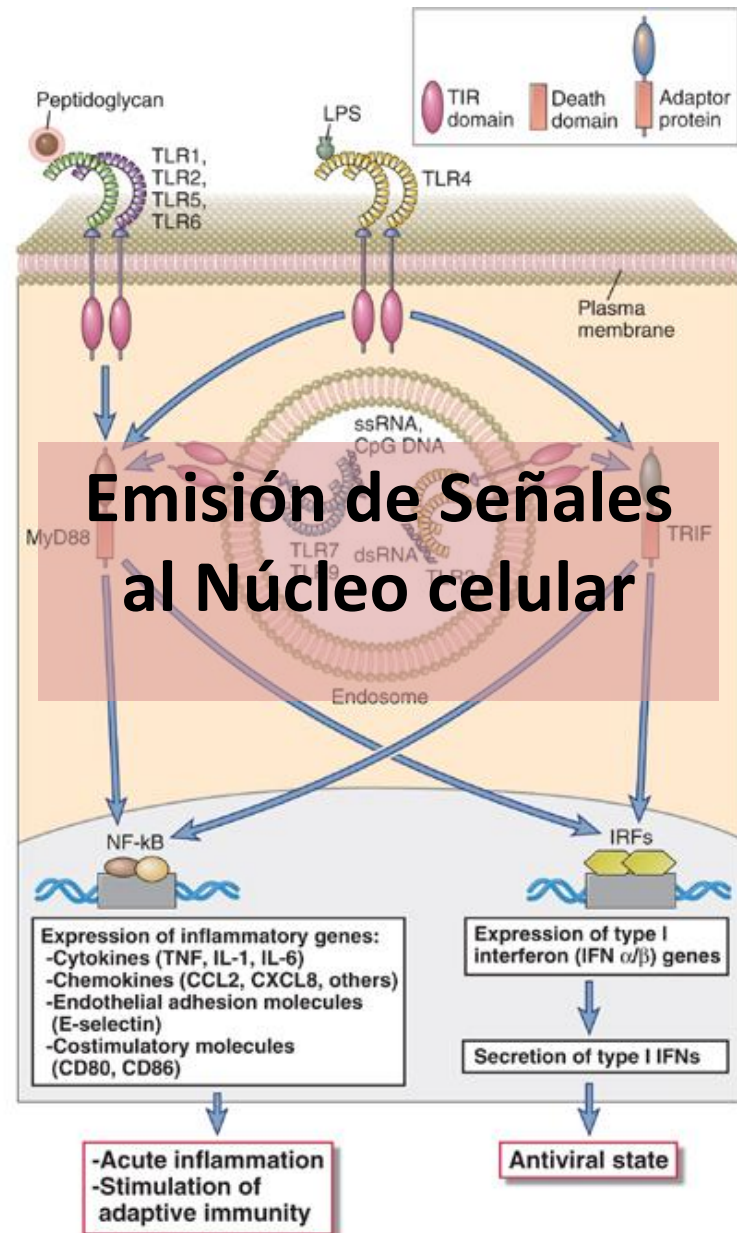 Peptidoglycan
TLR1,
TLR2,
TLR5,
TLR6
LPS
TLR4
TIR
domain
Death
domain
Adaptor
protein
Plasma
membrane
ssRNA,
CpG DNA
Emisión de Señales
al Núcleo celular
MyD88
TLR7
TLR9
dsRNA
TRIF
Endosome
NF-kB
IRFs
Expression of inflammatory genes:
-Cytokines (TNF, IL-1, IL-6)
-Chemokines (CCL2, CXCL8, others)
-Endothelial adhesion molecules
(E-selectin)
-Costimulatory molecules
(CD80, CD86)
Expression of type I
interferon (IFN α/β) genes
Secretion of type I IFNs
-Acute inflammation
-Stimulation of
adaptive immunity
Antiviral state